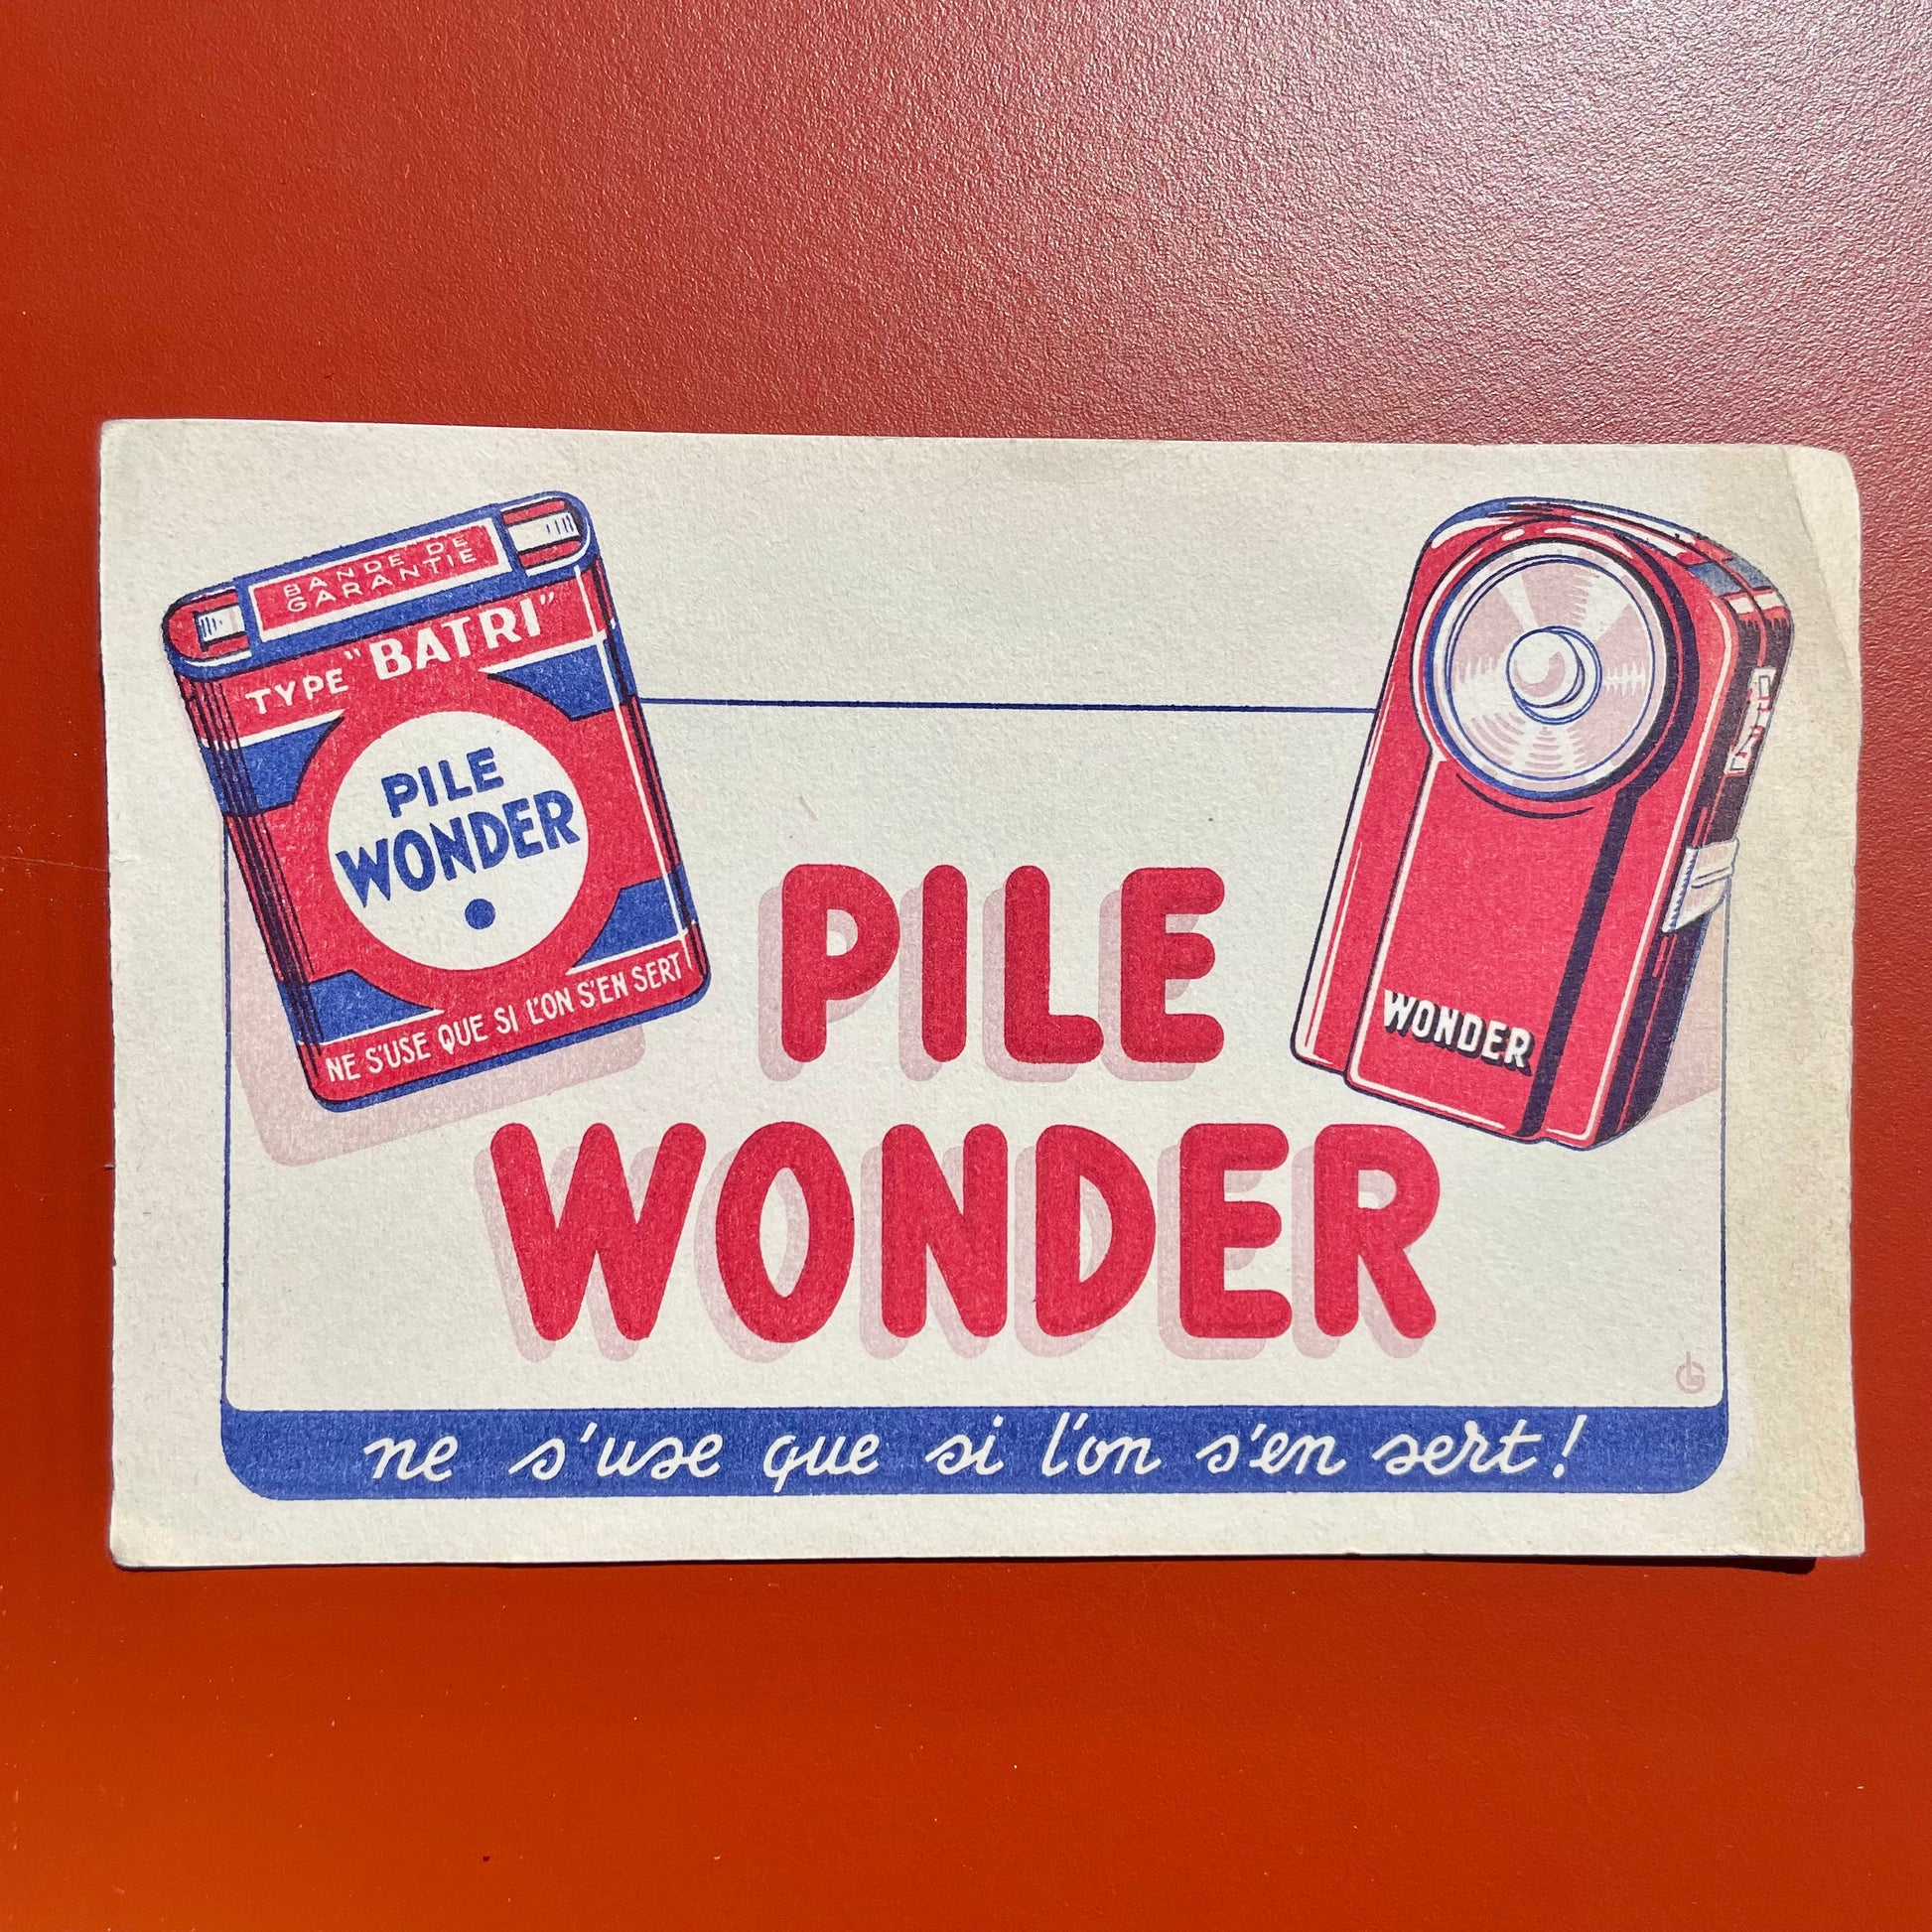 BANDE DE
GARANTIE
TYPE "BATRI"
PILE
WONDER
NE S'USE QUE SI L'ON S'EN SERT
WONDER
PILE
WONDER
ne s'use que si l'on s'en sert!